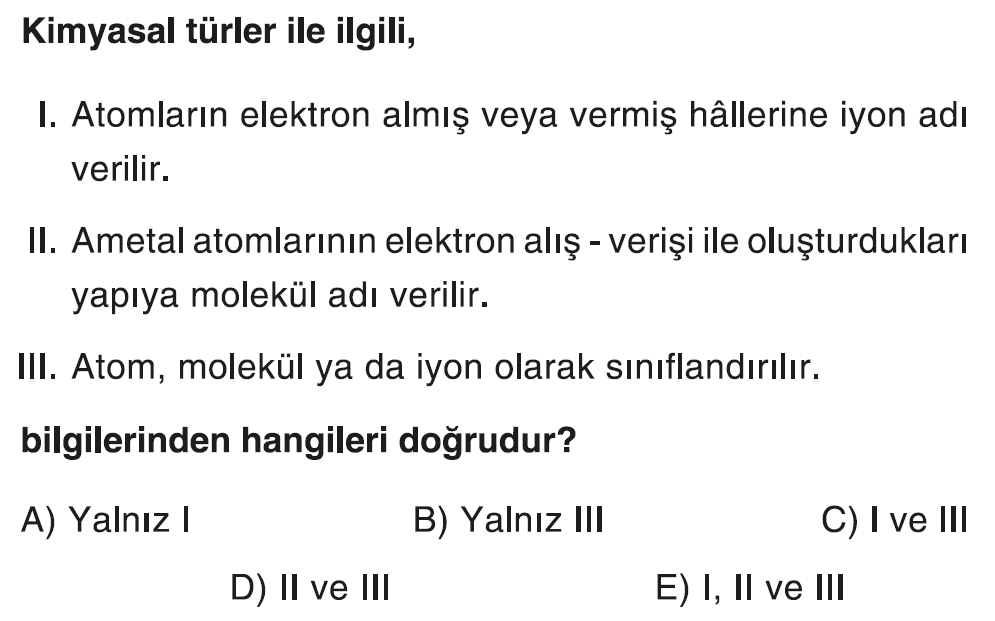 Kimyasal türler ile ilgili,
I. Atomların elektron almış veya vermiş hâllerine iyon adı
verilir.
II. Ametal atomlarının elektron alış - verişi ile oluşturdukları
yapıya molekül adı verilir.
III. Atom, molekül ya da iyon olarak sınıflandırılır.
bilgilerinden hangileri doğrudur?
A) Yalnız I B) Yalnız III C) I ve III
D) II ve III E) I, II ve III